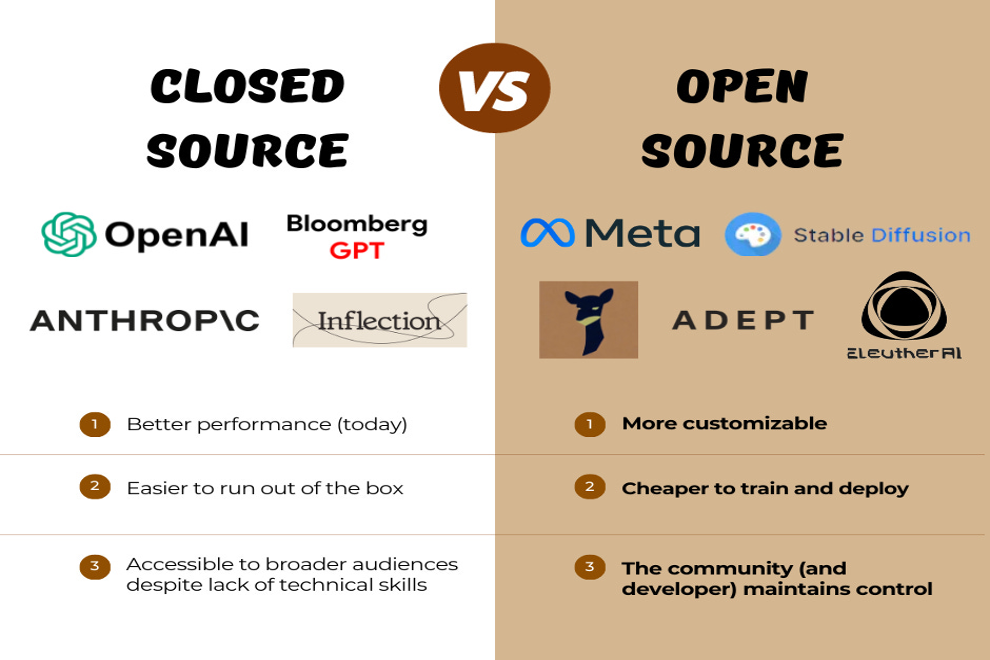 CLOSED
SOURCE
VS
OPEN
SOURCE
OpenAI
Bloomberg
GPT
ANTHROP\C
Inflection
Meta
Stable Diffusion
ADEPT
EleutherAI
1 Better performance (today)
2 Easier to run out of the box
3 Accessible to broader audiences
despite lack of technical skills
1 More customizable
2 Cheaper to train and deploy
3 The community (and
developer) maintains control